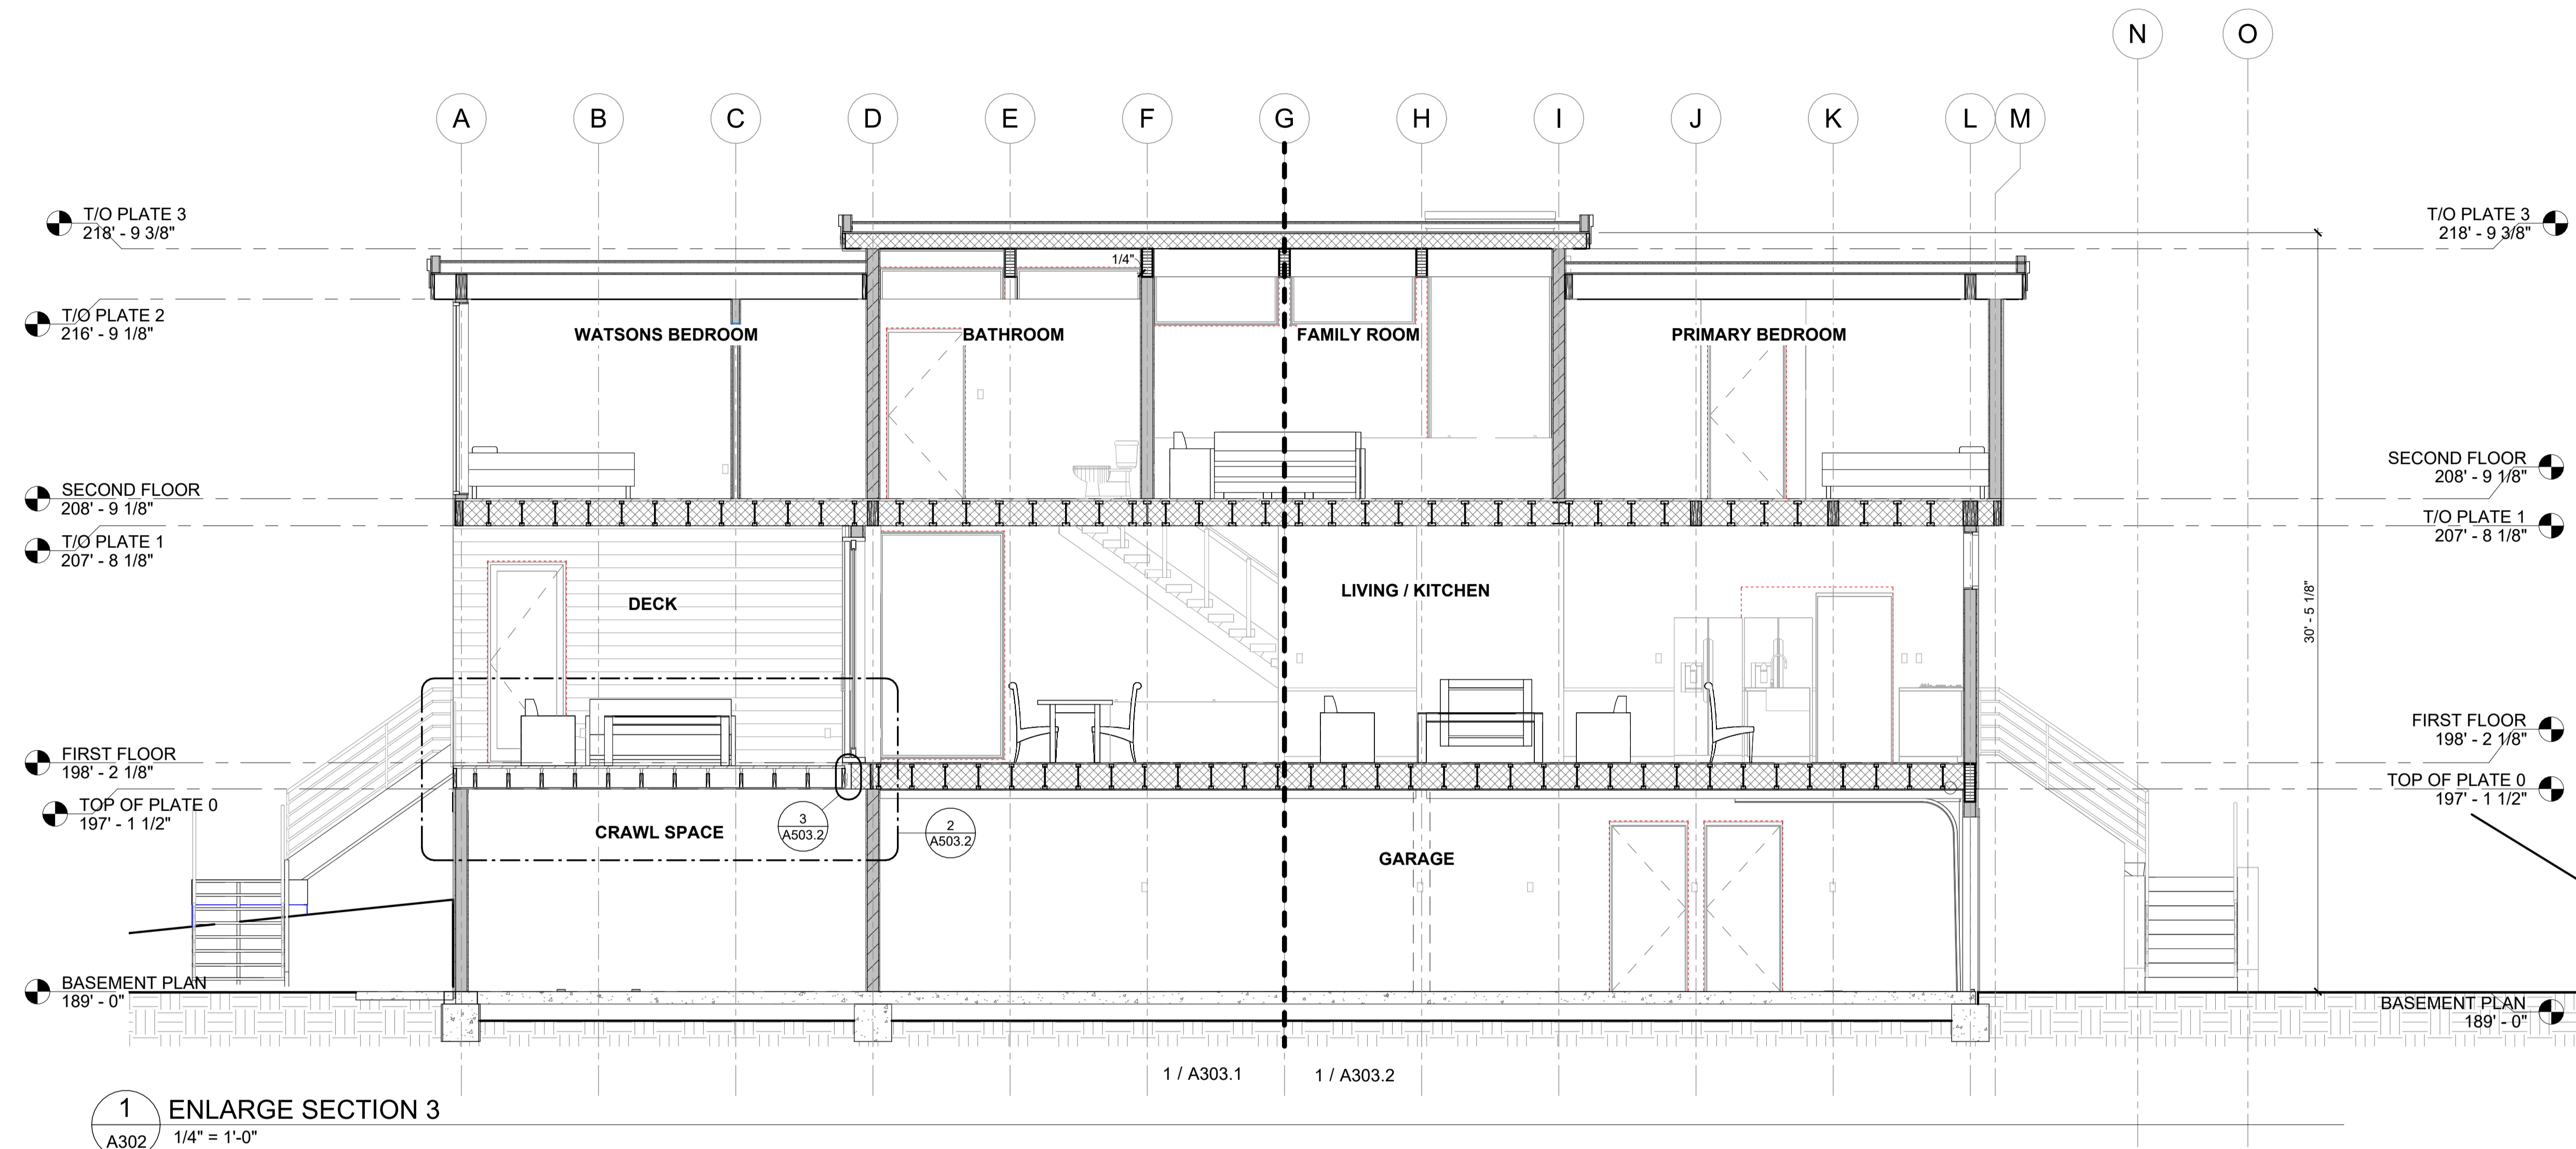 N
O
A
B
C
D
E
F
G
H
I
J
K
L
M
T/O PLATE 3
218' - 9 3/8"
T/O PLATE 3
218' - 9 3/8"
1/4"
T/O PLATE 2
216' - 9 1/8"
WATSONS BEDROOM
BATHROOM
FAMILY ROOM
PRIMARY BEDROOM
SECOND FLOOR
208' - 9 1/8"
SECOND FLOOR
208' - 9 1/8"
T/O PLATE 1
207' - 8 1/8"
T/O PLATE 1
207' - 8 1/8"
DECK
LIVING / KITCHEN
30' - 5 1/8"
FIRST FLOOR
198' - 2 1/8"
FIRST FLOOR
198' - 2 1/8"
TOP OF PLATE 0
197' - 1 1/2"
TOP OF PLATE 0
197' - 1 1/2"
CRAWL SPACE
3
A503.2
2
A503.2
GARAGE
BASEMENT PLAN
189' - 0"
BASEMENT PLAN
189' - 0"
1 / A303.1
1 / A303.2
1
A302
ENLARGE SECTION 3
1/4" = 1'-0"